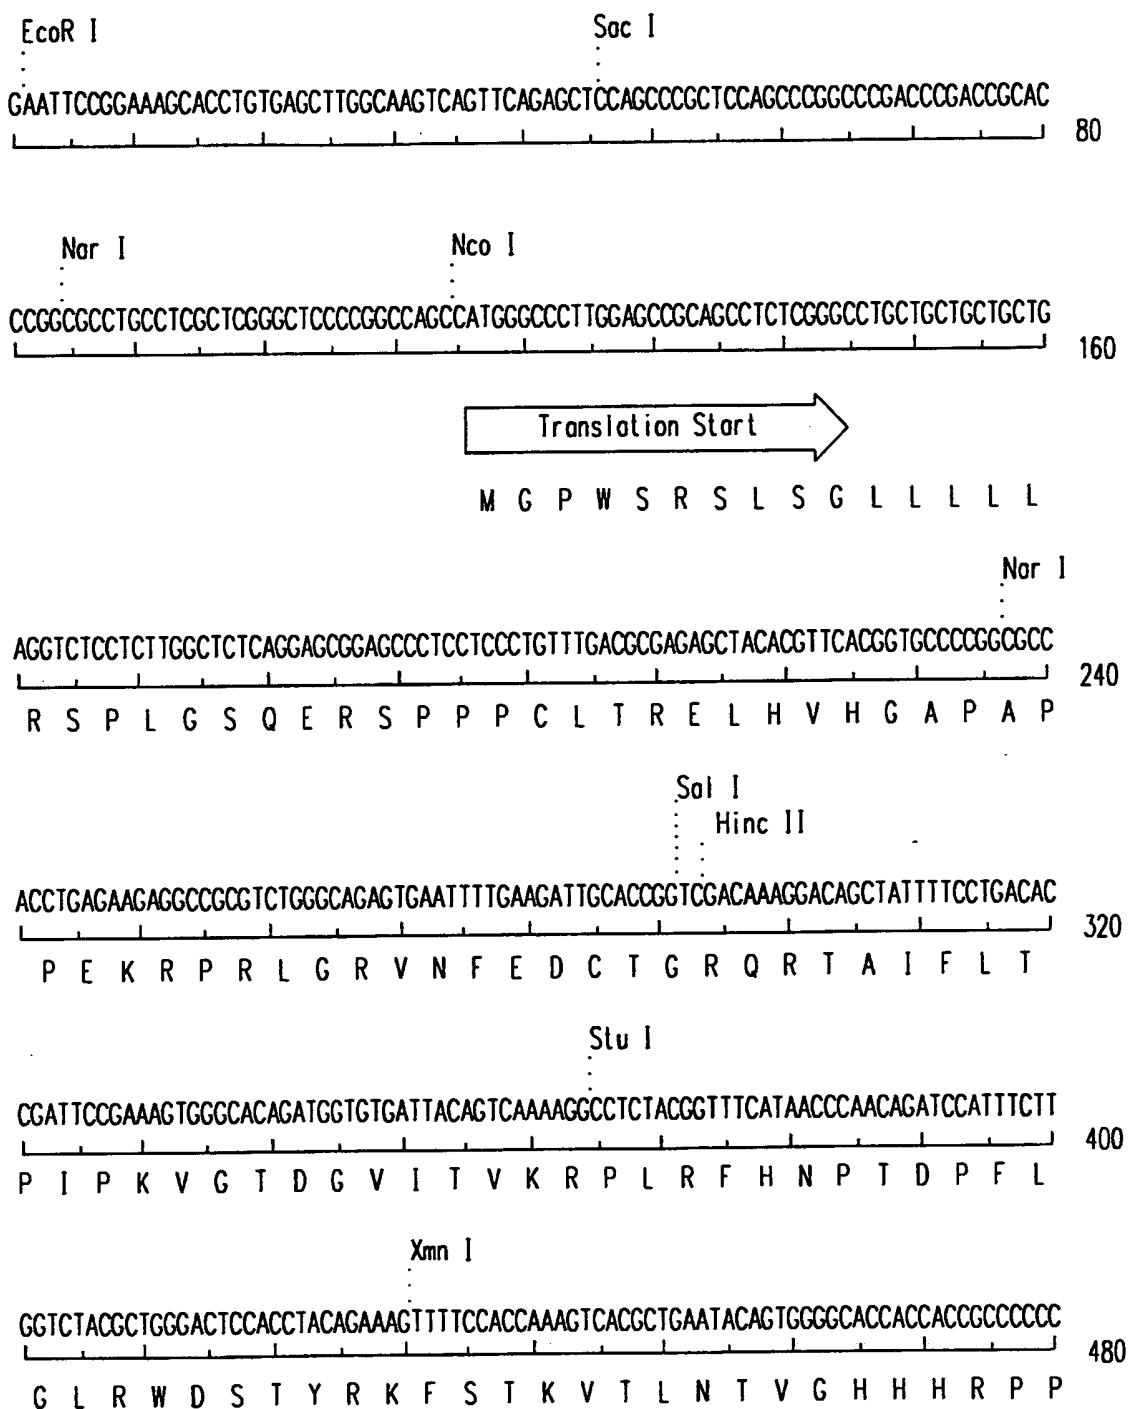 EcoR I Sac I
GAATTCCGGAAAGCACCTGTGAGCTTGGCAAGTCAGTTCAGAGCTCCAGCCCGCTCCAGCCCGGCCCGACCCGACCGCAC
80
Nar I Nco I
CCGGCGCCTGCCTCGCTCGGGCTCCCCGGCCAGCCATGGGCCCTTGGAGCCGCAGCCTCTCGGGCCTGCTGCTGCTGCTG
160
Translation Start
M G P W S R S L S G L L L L L
Nar I
AGGTCTCCTCTTGGCTCTCAGGAGCGGAGCCCTCCTCCCTGTTTGACGCGAGAGCTACACGTTCACGGTGCCCCGGCGCC
240
R S P L G S Q E R S P P P C L T R E L H V H G A P A P
Sal I
Hinc II
ACCTGAGAAGAGGCCGCGTCTGGGCAGAGTGAATTTTGAAGATTGCACCGGTCGACAAAGGACAGCTATTTTCCTGACAC
320
P E K R P R L G R V N F E D C T G R Q R T A I F L T
Stu I
CGATTCCGAAAGTGGGCACAGATGGTGTGATTACAGTCAAAAGGCCTCTACGGTTTCATAACCCAACAGATCCATTTCTT
400
P I P K V G T D G V I T V K R P L R F H N P T D P F L
Xmn I
GGTCTACGCTGGGACTCCACCTACAGAAAGTTTTCCACCAAAGTCACGCTGAATACAGTGGGGCACCACCACCGCCCCCC
480
G L R W D S T Y R K F S T K V T L N T V G H H H R P P